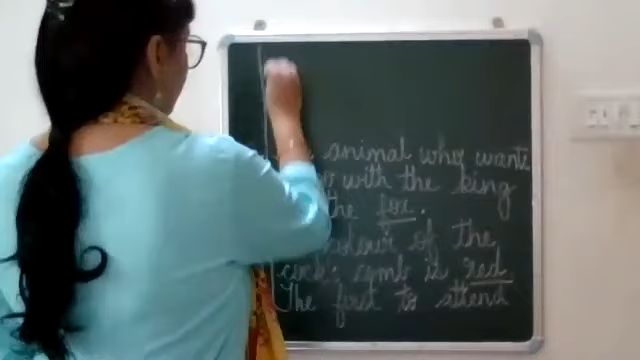 animal who wants
with the king
the fox.
colour of the
cock's comb is red.
The first to attend